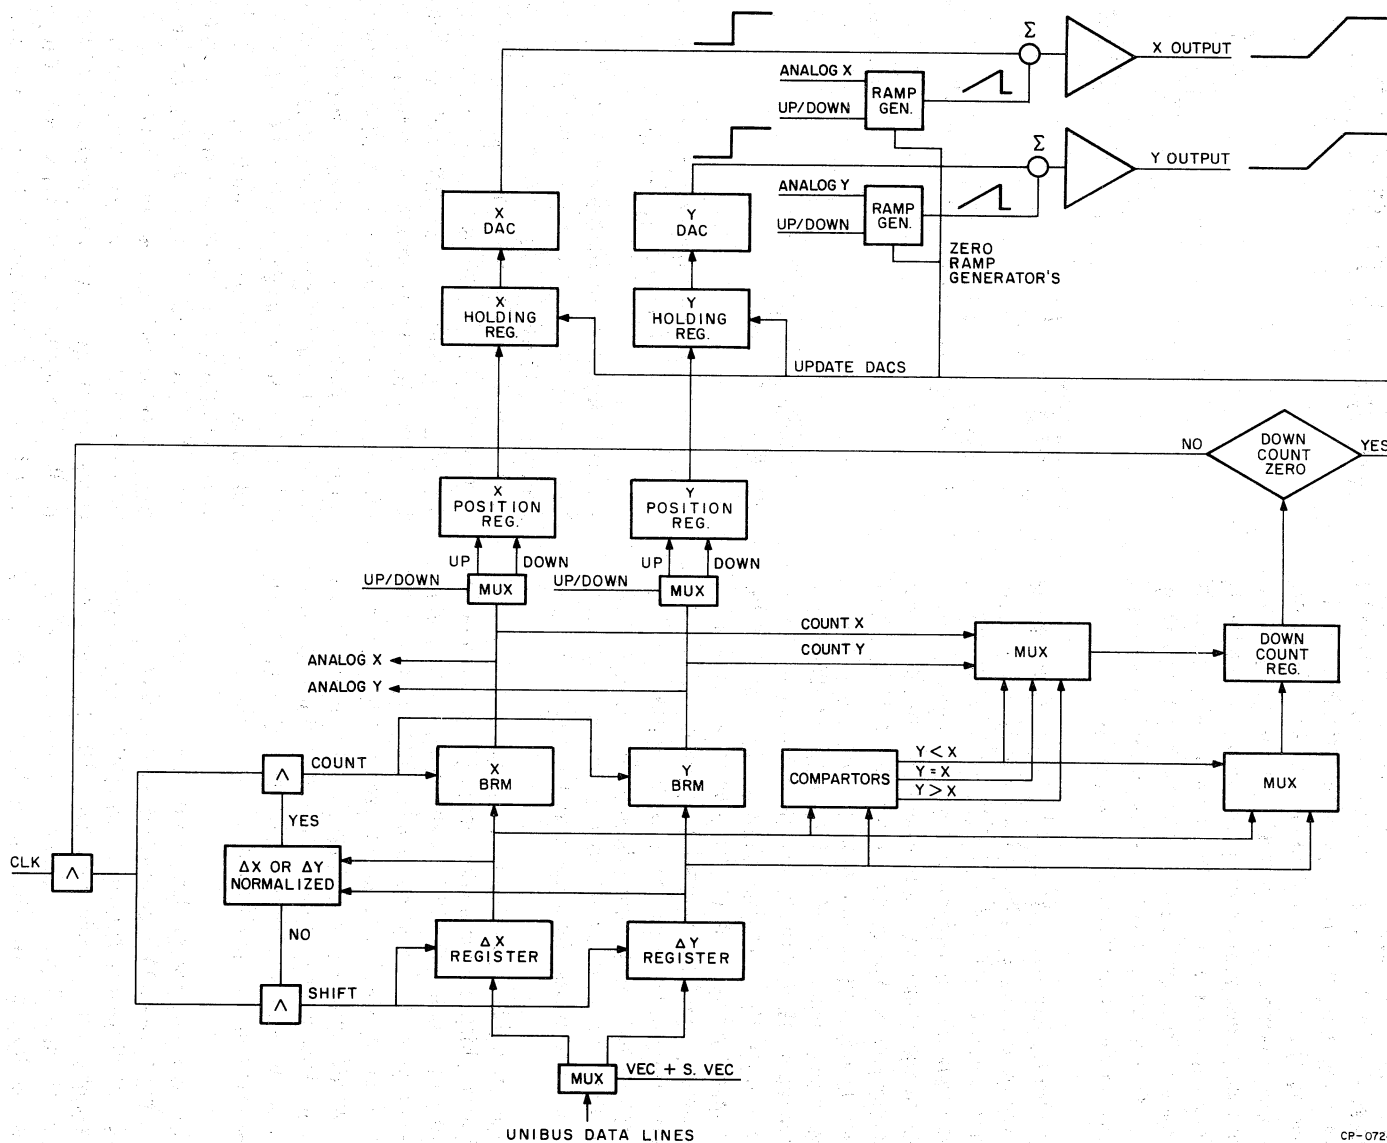 Σ
X OUTPUT
ANALOG X
RAMP
GEN.
UP/DOWN
Σ
Y OUTPUT
ANALOG Y
RAMP
GEN.
UP/DOWN
X
DAC
Y
DAC
ZERO
RAMP
GENERATOR'S
X
HOLDING
REG.
Y
HOLDING
REG.
UPDATE DACS
NO
DOWN
COUNT
ZERO
YES
X
POSITION
REG.
Y
POSITION
REG.
UP
DOWN
UP
DOWN
UP/DOWN
MUX
UP/DOWN
MUX
COUNT X
COUNT Y
MUX
DOWN
COUNT
REG.
ANALOG X
ANALOG Y
Λ
COUNT
X
BRM
Y
BRM
COMPARTORS
Y < X
Y = X
Y > X
MUX
YES
CLK
Λ
ΔX OR ΔY
NORMALIZED
NO
ΔX
REGISTER
ΔY
REGISTER
Λ
SHIFT
MUX
VEC + S. VEC
UNIBUS DATA LINES
CP-072